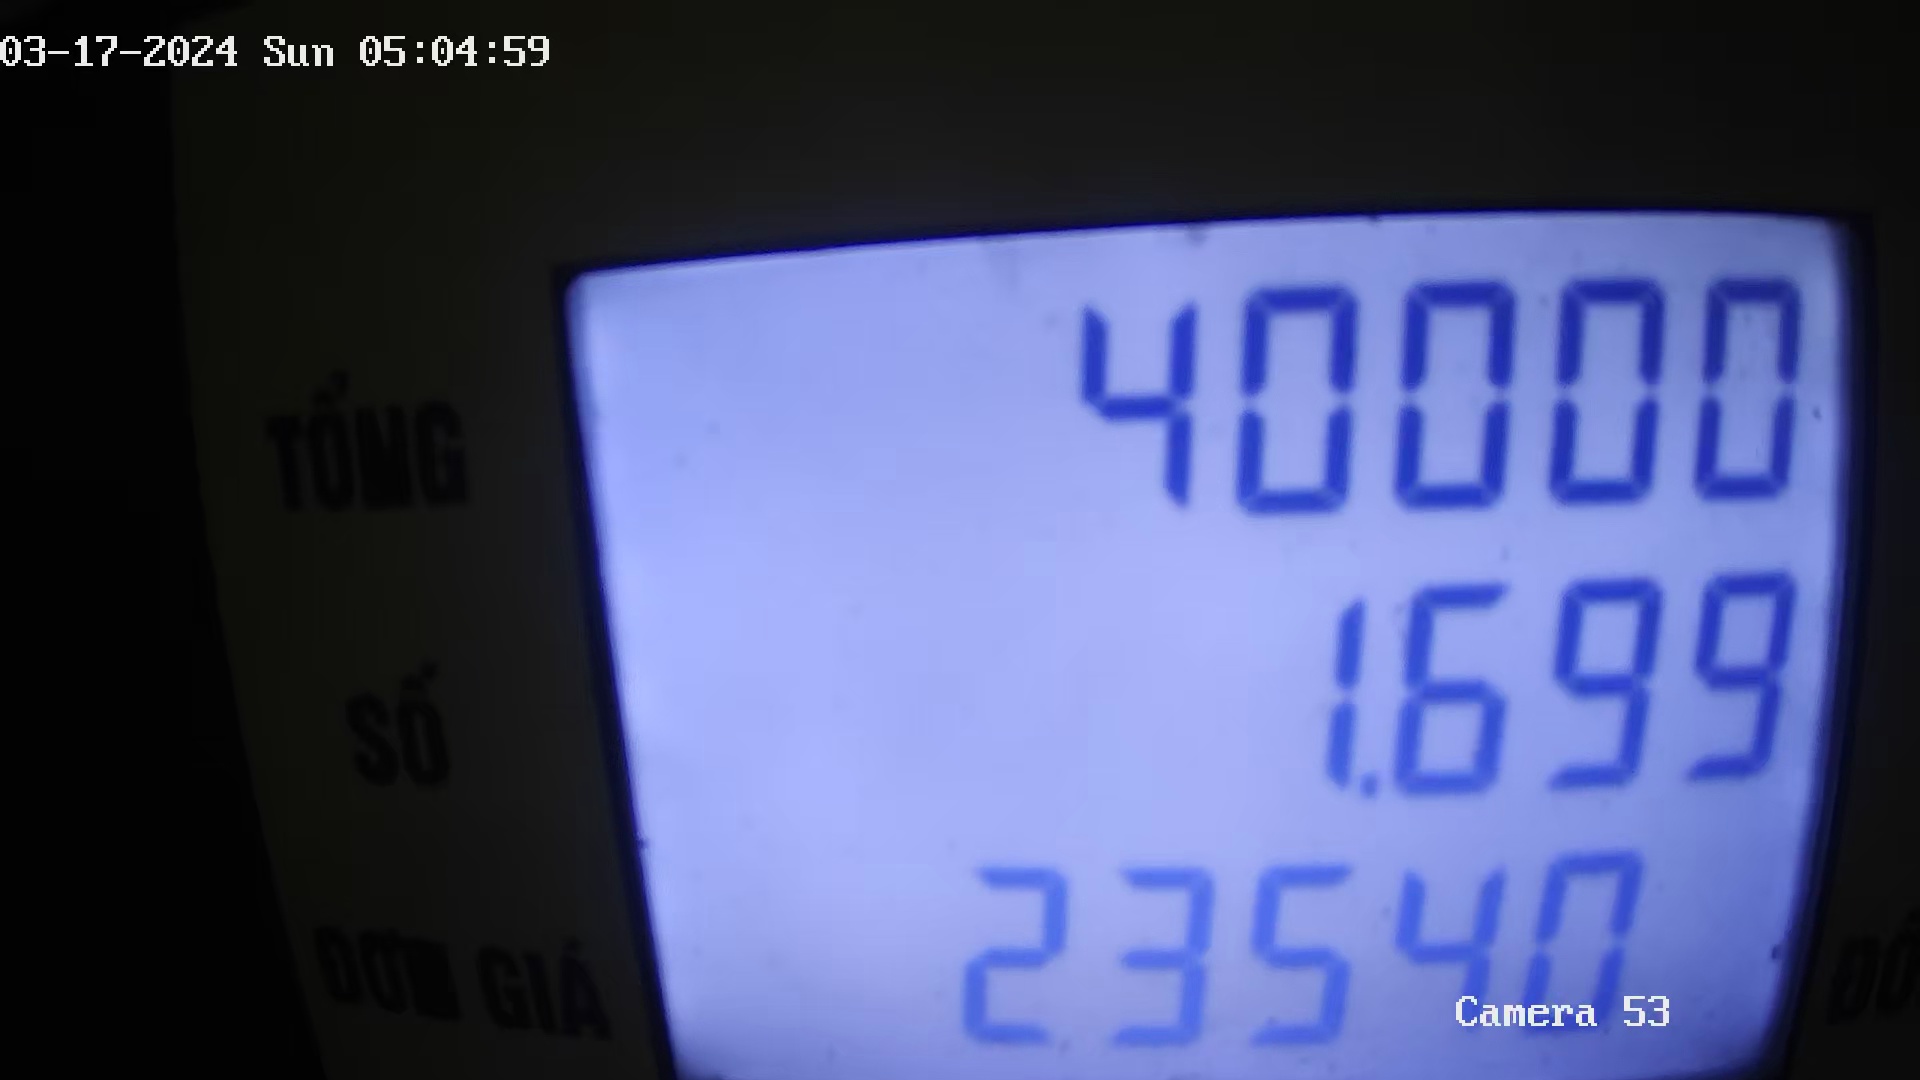 03-17-2024 Sun 05:04:59
TỔNG 40000
SỐ 1.699
ĐƠN GIÁ 23540
Camera 53